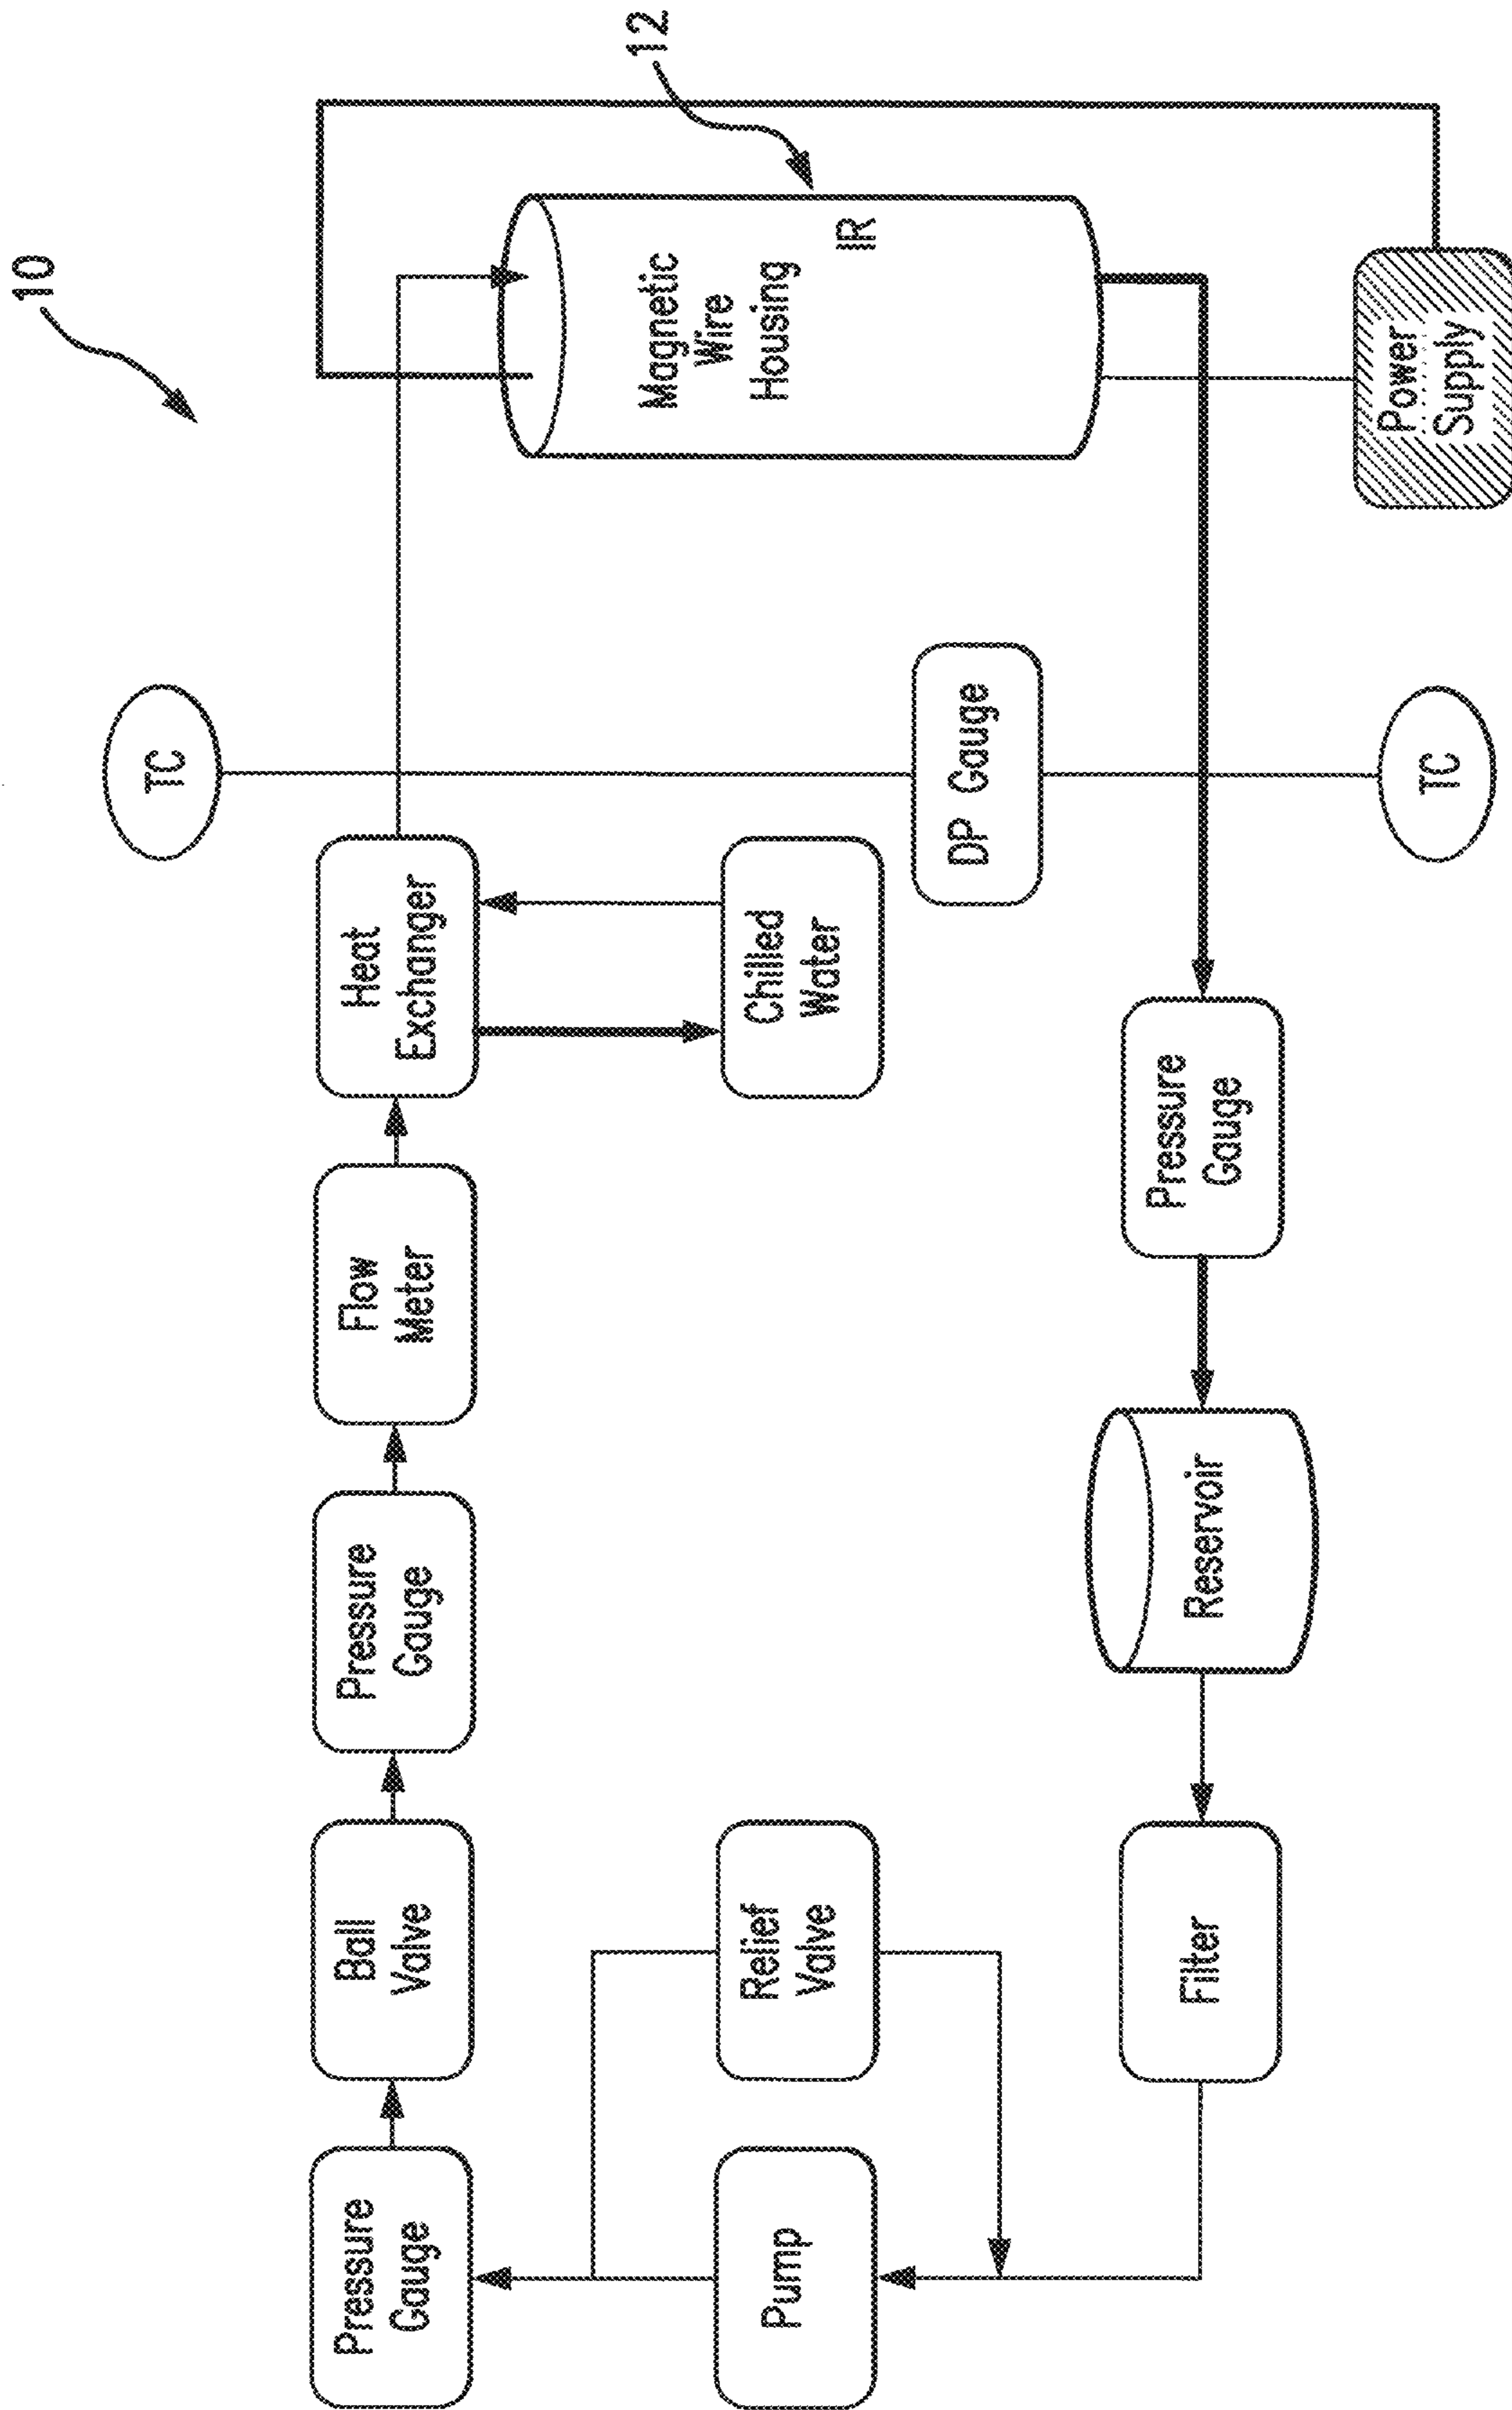 10
12
TC
Pressure
Gauge
Ball
Valve
Pressure
Gauge
Flow
Meter
Heat
Exchanger
Magnetic
Wire
Housing
IR
Pump
Relief
Valve
Chilled
Water
DP Gauge
Filter
Reservoir
Pressure
Gauge
TC
Power
Supply